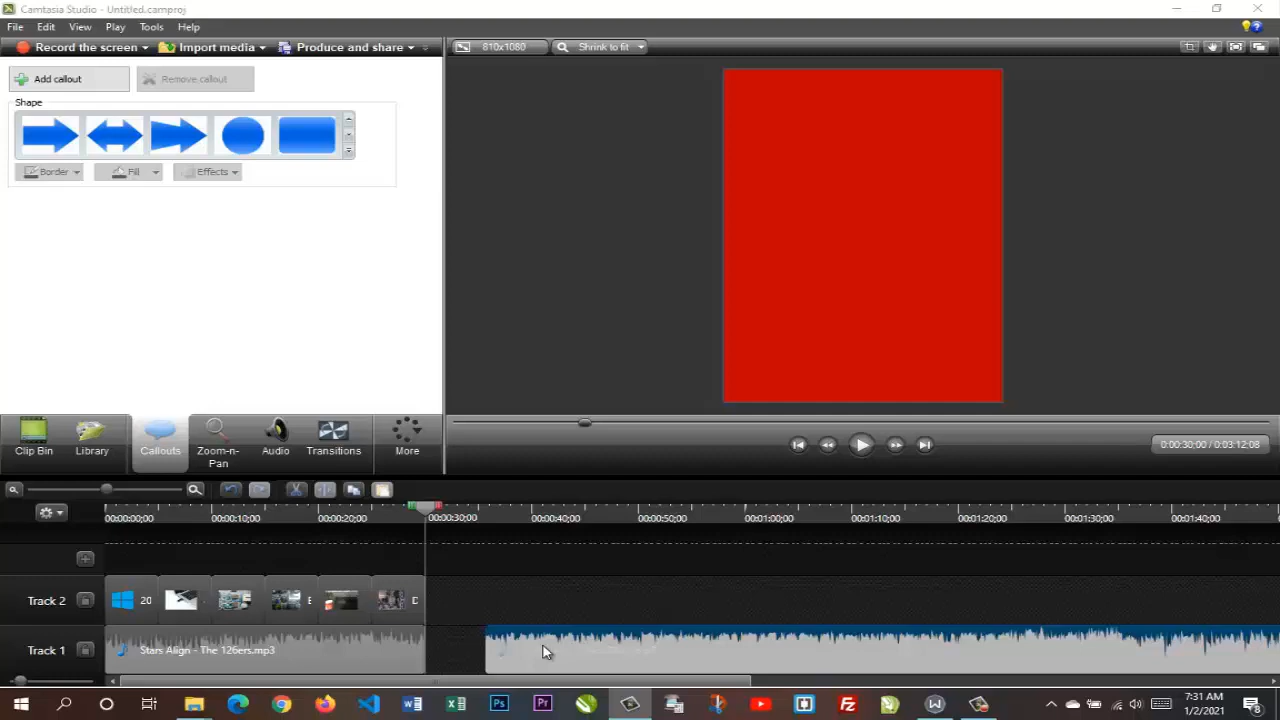 Camtasia Studio - Untitled.camproj
File Edit View Play Tools Help
Record the screen Import media Produce and share
810x1080 Shrink to fit
Add callout Remove callout
Shape
Border Fill Effects
Clip Bin Library Callouts Zoom-n-Pan Audio Transitions More
0:00:30;00 / 0:03:12;08
00:00:00;00 00:00:10;00 00:00:20;00 00:00:30;00 00:00:40;00 00:00:50;00 00:01:00;00 00:01:10;00 00:01:20;00 00:01:30;00 00:01:40;00
Track 2 20 E D
Track 1 Stars Align - The 126ers.mp3
7:31 AM
1/2/2021
8